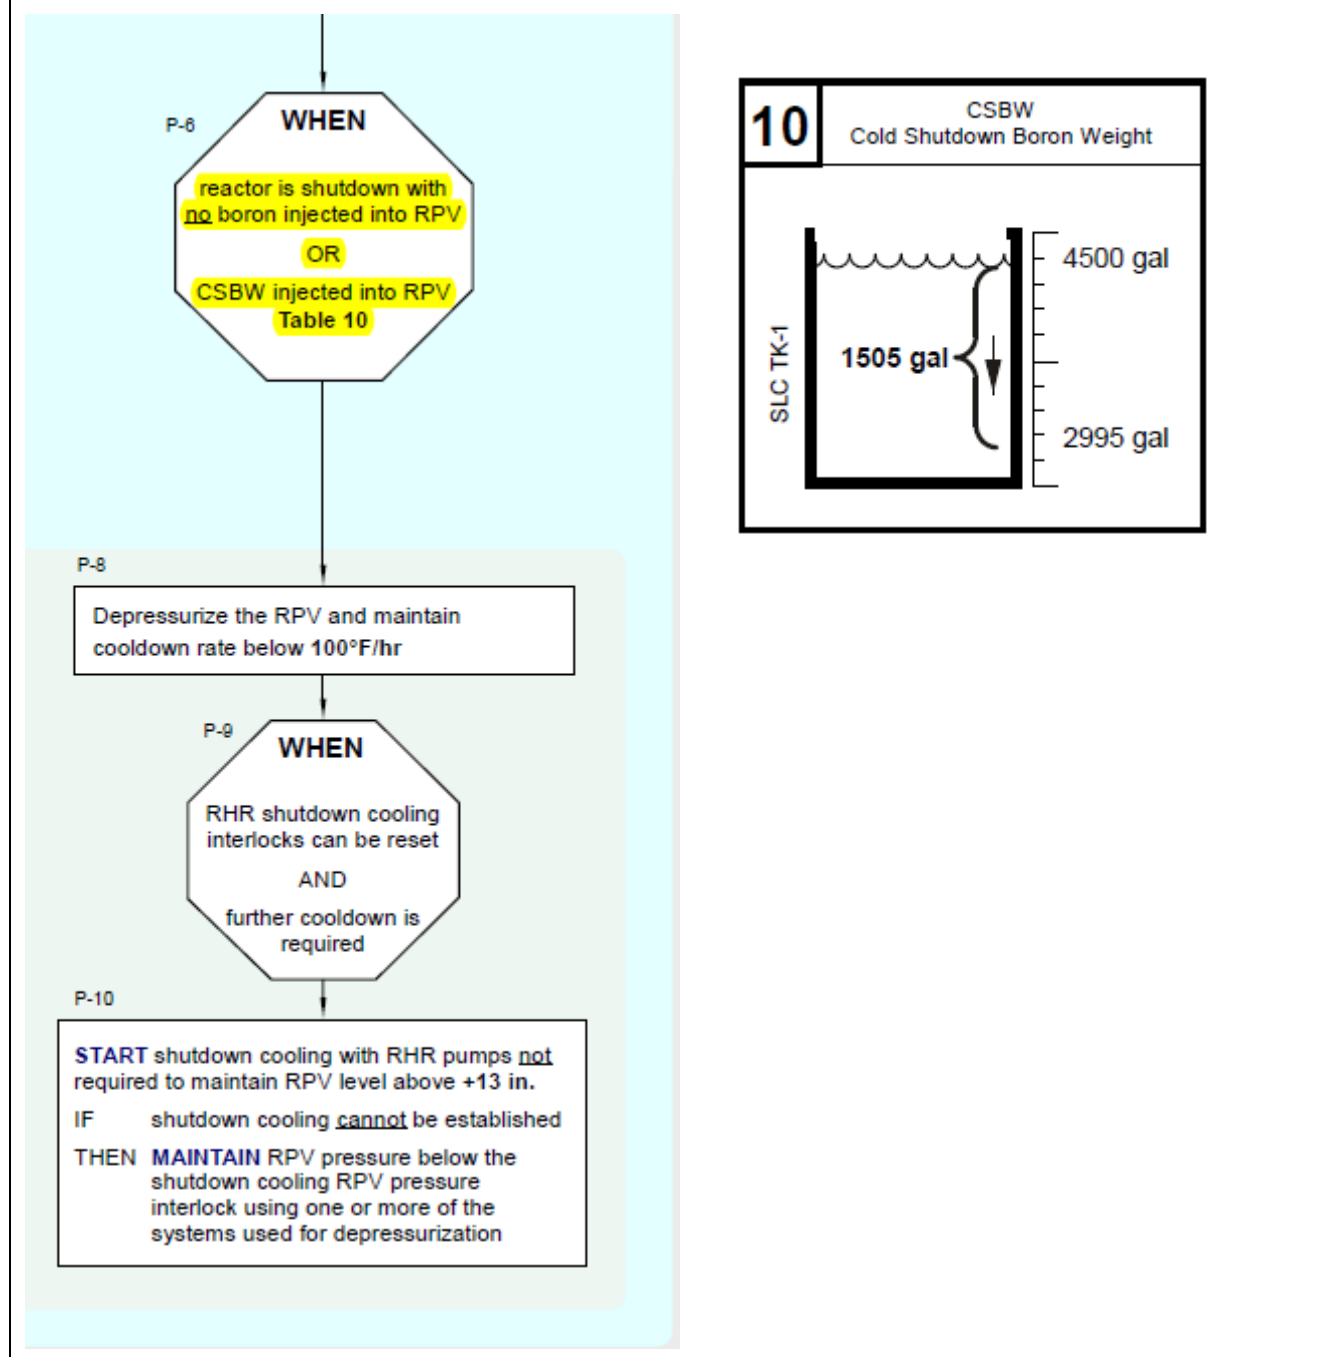 P-6
WHEN
reactor is shutdown with
no boron injected into RPV
OR
CSBW injected into RPV
Table 10
P-8
Depressurize the RPV and maintain
cooldown rate below 100°F/hr
P-9
WHEN
RHR shutdown cooling
interlocks can be reset
AND
further cooldown is
required
P-10
START shutdown cooling with RHR pumps not
required to maintain RPV level above +13 in.
IF shutdown cooling cannot be established
THEN MAINTAIN RPV pressure below the
shutdown cooling RPV pressure
interlock using one or more of the
systems used for depressurization
10
CSBW
Cold Shutdown Boron Weight
SLC TK-1
4500 gal
1505 gal
2995 gal